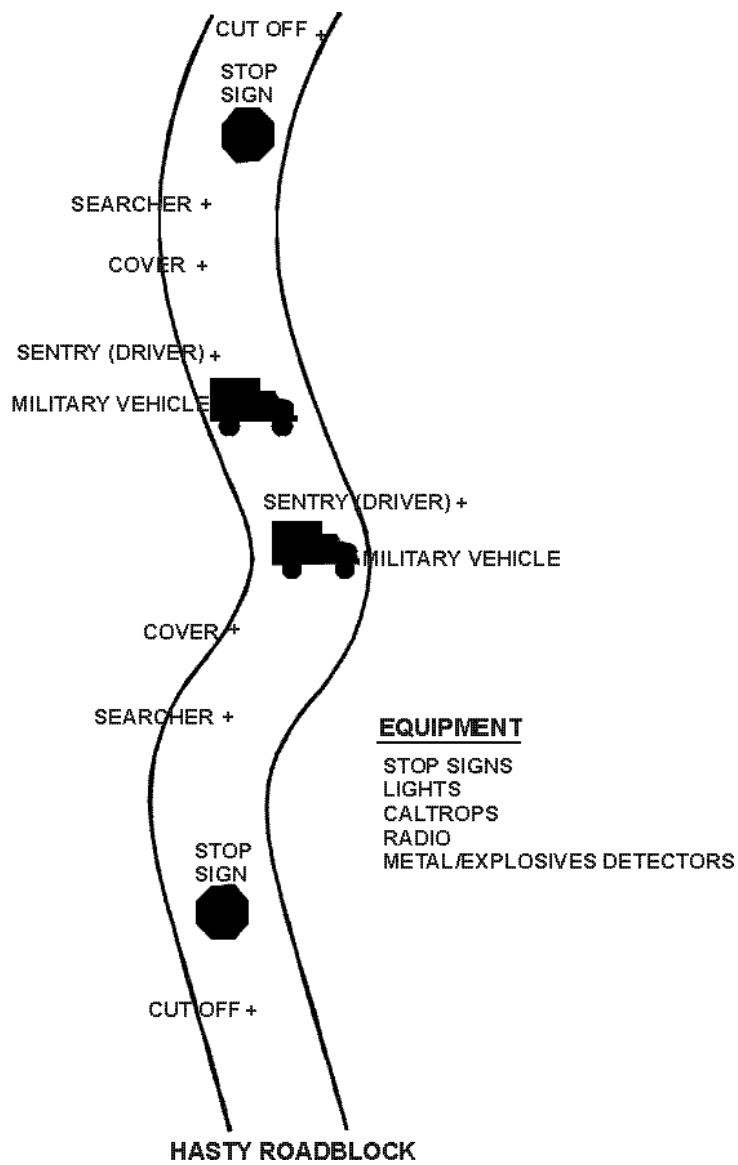 CUT OFF +
STOP
SIGN
SEARCHER +
COVER +
SENTRY (DRIVER) +
MILITARY VEHICLE
SENTRY (DRIVER) +
MILITARY VEHICLE
COVER +
SEARCHER +
EQUIPMENT
STOP SIGNS
LIGHTS
CALTROPS
RADIO
METAL/EXPLOSIVES DETECTORS
STOP
SIGN
CUT OFF +
HASTY ROADBLOCK